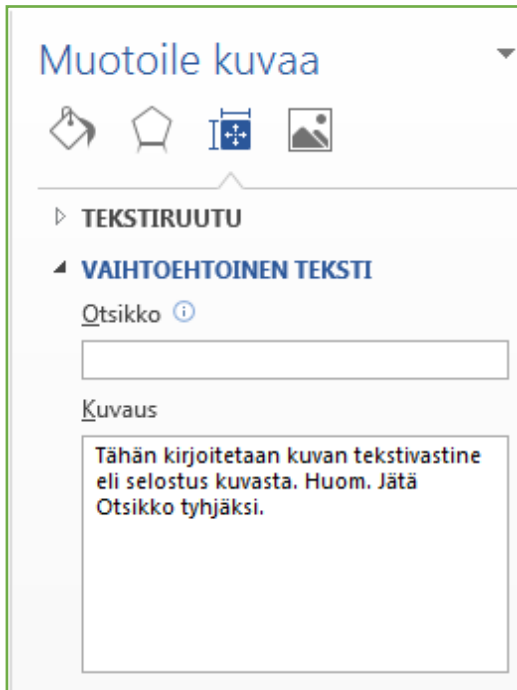 Muotoile kuvaa
TEKSTIRUUTU
VAIHTOEHTOINEN TEKSTI
Otsikko
Kuvaus
Tähän kirjoitetaan kuvan tekstivastine
eli selostus kuvasta. Huom. Jätä
Otsikko tyhjäksi.